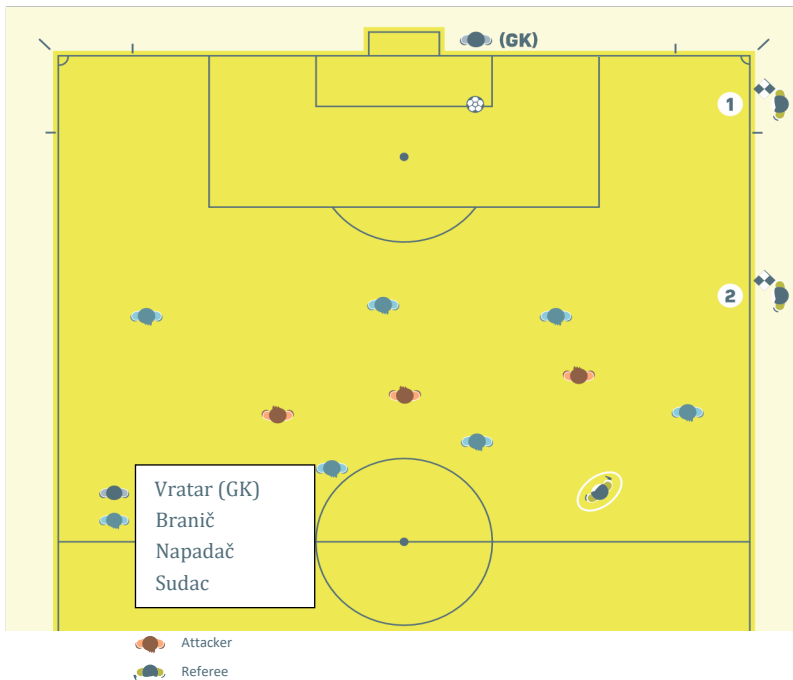 (GK)
1
2
Vratar (GK)
Branič
Napadač
Sudac
Attacker
Referee